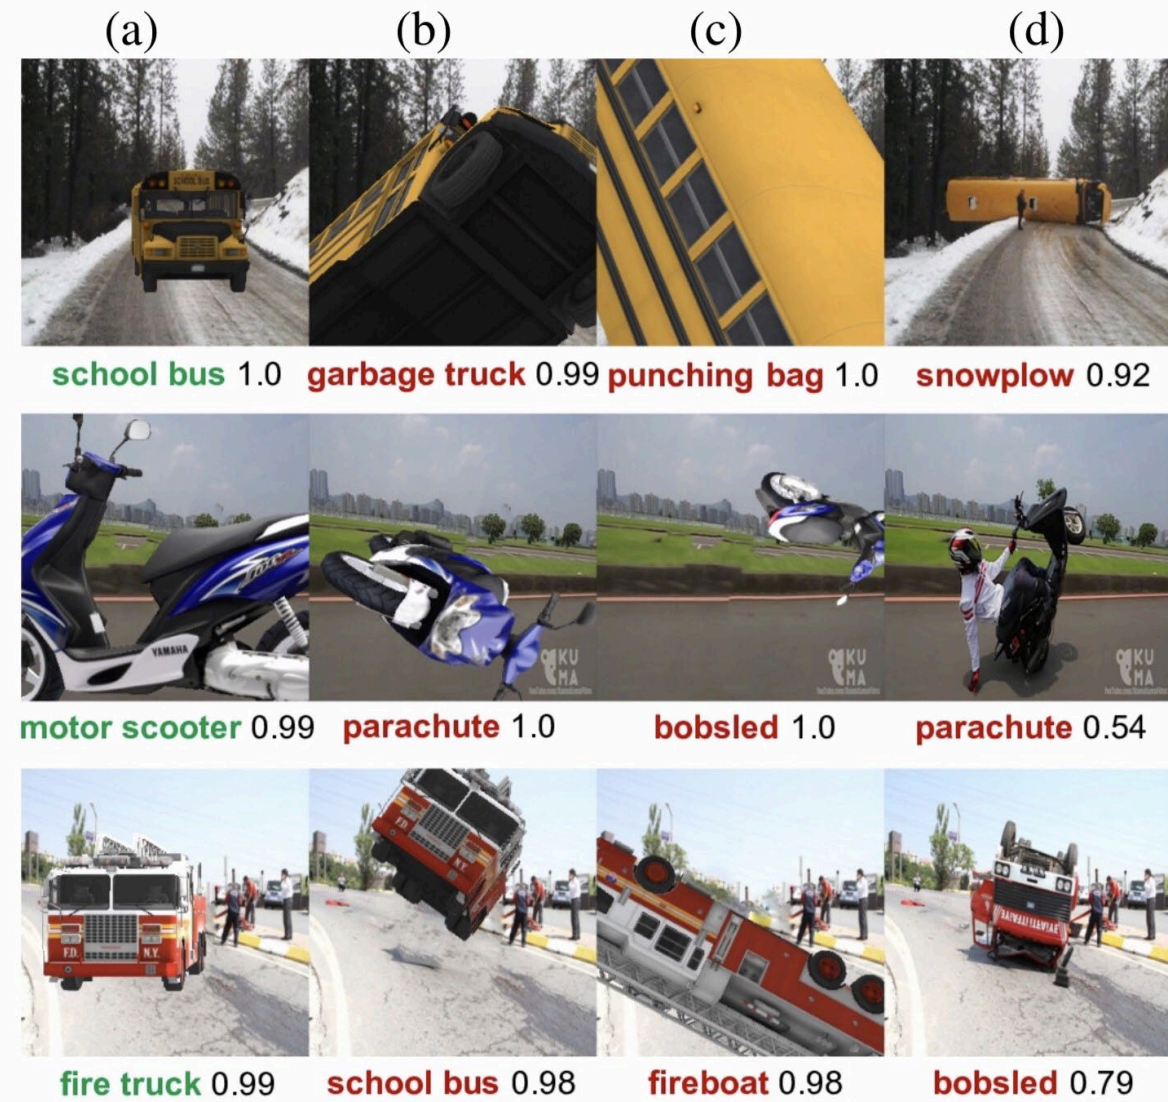 (a) (b) (c) (d)
SCHOOL BUS
school bus 1.0 garbage truck 0.99 punching bag 1.0 snowplow 0.92
YAMAHA
KU
MA
KU
MA
KU
MA
motor scooter 0.99 parachute 1.0 bobsled 1.0 parachute 0.54
F.D. N.Y.
F.D. N.Y.
fire truck 0.99 school bus 0.98 fireboat 0.98 bobsled 0.79